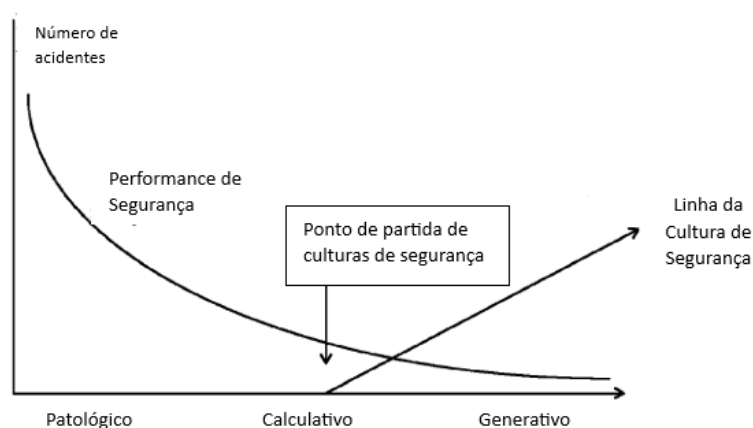 Número de
acidentes
Performance de
Segurança
Ponto de partida de
culturas de segurança
Linha da
Cultura de
Segurança
Patológico
Calculativo
Generativo